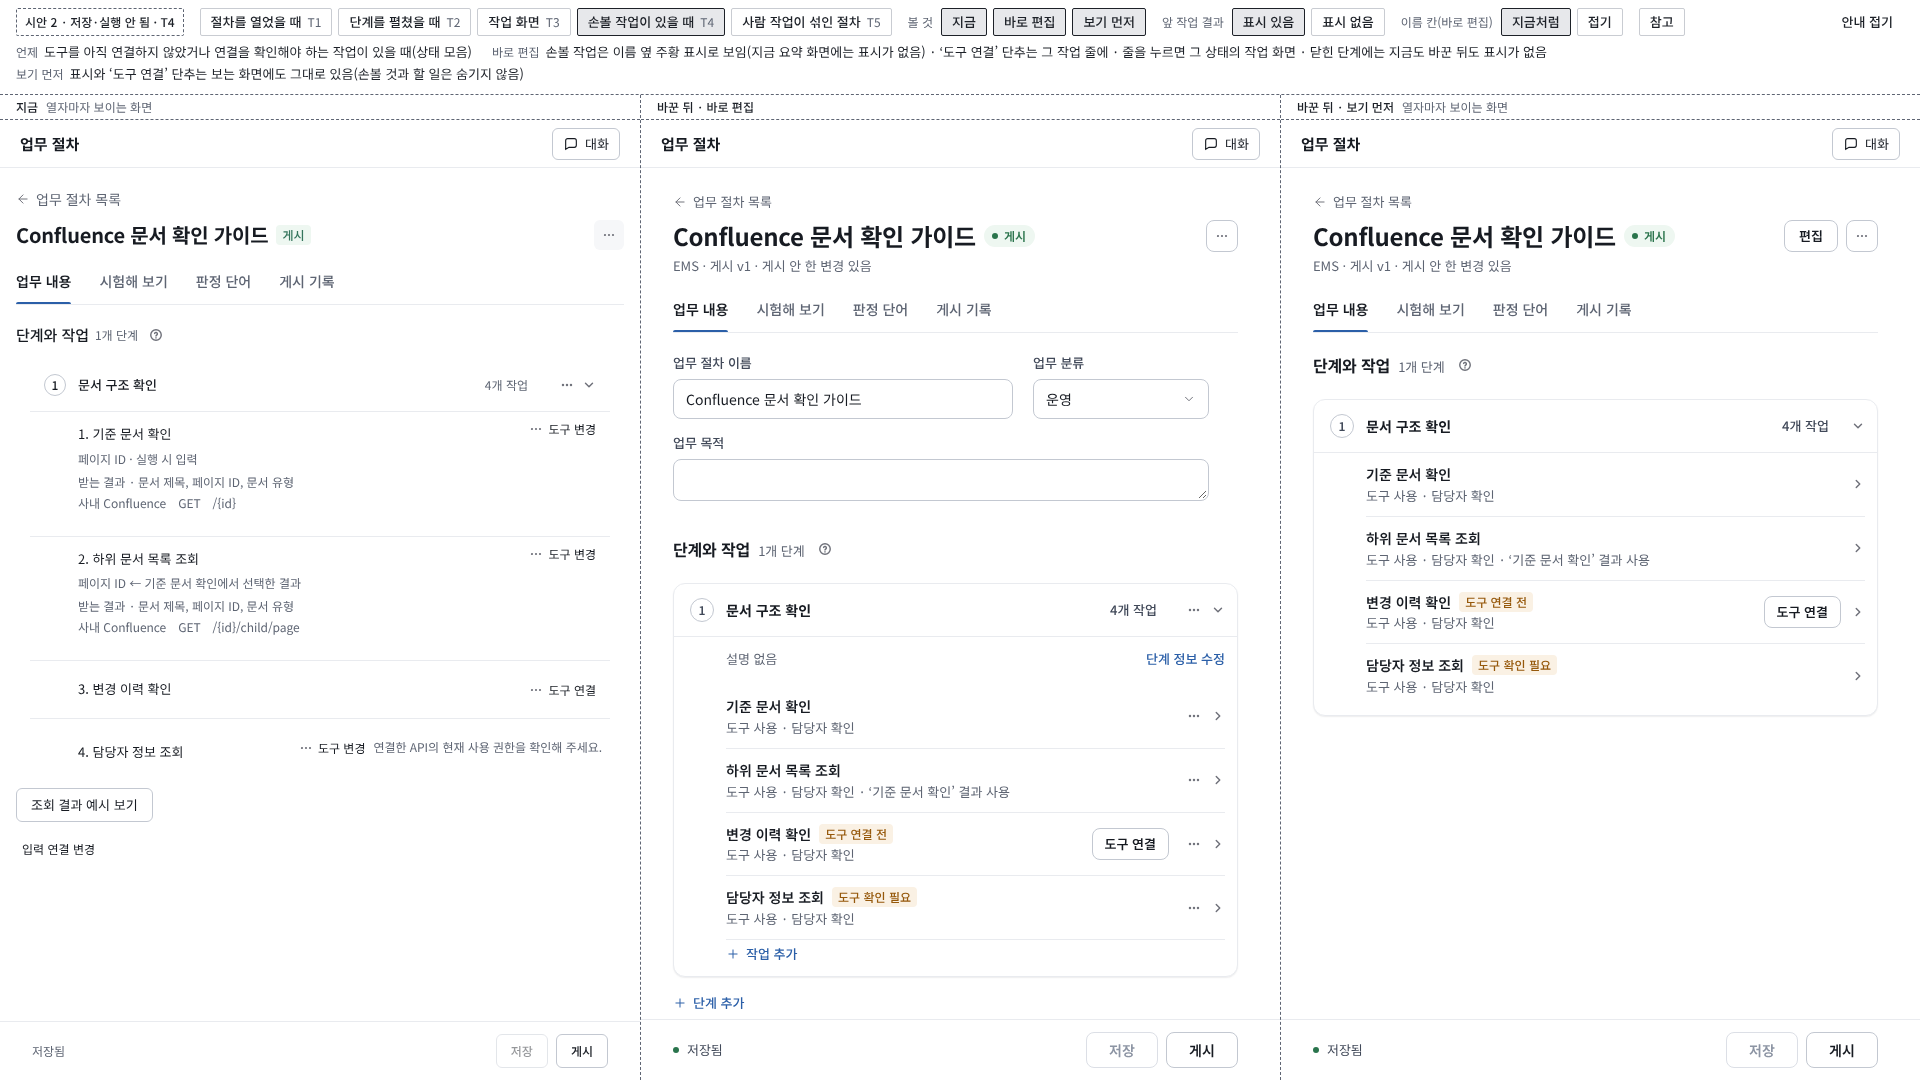 시안 2 · 저장·실행 안 됨 · T4
절차를 열었을 때 T1
단계를 펼쳤을 때 T2
작업 화면 T3
손볼 작업이 있을 때 T4
사람 작업이 섞인 절차 T5
볼 것 지금 바로 편집 보기 먼저
앞 작업 결과 표시 있음 표시 없음
이름 칸(바로 편집) 지금처럼 접기
참고
안내 접기
언제 도구를 아직 연결하지 않았거나 연결을 확인해야 하는 작업이 있을 때(상태 모음) 바로 편집 손볼 작업은 이름 옆 주황 표시로 보임(지금 요약 화면에는 표시가 없음) · ‘도구 연결’ 단추는 그 작업 줄에 · 줄을 누르면 그 상태의 작업 화면 · 닫힌 단계에는 지금도 바꾼 뒤도 표시가 없음
보기 먼저 표시와 ‘도구 연결’ 단추는 보는 화면에도 그대로 있음(손볼 것과 할 일은 숨기지 않음)
지금 열자마자 보이는 화면
업무 절차
대화
← 업무 절차 목록
Confluence 문서 확인 가이드 게시
···
업무 내용 시험해 보기 판정 단어 게시 기록
단계와 작업 1개 단계
1 문서 구조 확인 4개 작업 ···
1. 기준 문서 확인 ··· 도구 변경
페이지 ID · 실행 시 입력
받는 결과 · 문서 제목, 페이지 ID, 문서 유형
사내 Confluence GET /{id}
2. 하위 문서 목록 조회 ··· 도구 변경
페이지 ID ← 기준 문서 확인에서 선택한 결과
받는 결과 · 문서 제목, 페이지 ID, 문서 유형
사내 Confluence GET /{id}/child/page
3. 변경 이력 확인 ··· 도구 연결
4. 담당자 정보 조회 ··· 도구 변경 연결한 API의 현재 사용 권한을 확인해 주세요.
조회 결과 예시 보기
입력 연결 변경
저장됨 저장 게시
바꾼 뒤 · 바로 편집
업무 절차
대화
← 업무 절차 목록
Confluence 문서 확인 가이드 게시
···
EMS · 게시 v1 · 게시 안 한 변경 있음
업무 내용 시험해 보기 판정 단어 게시 기록
업무 절차 이름 업무 분류
Confluence 문서 확인 가이드 운영
업무 목적
단계와 작업 1개 단계
1 문서 구조 확인 4개 작업 ···
설명 없음 단계 정보 수정
기준 문서 확인 ···
도구 사용 · 담당자 확인
하위 문서 목록 조회 ···
도구 사용 · 담당자 확인 · ‘기준 문서 확인’ 결과 사용
변경 이력 확인 도구 연결 전 도구 연결 ···
도구 사용 · 담당자 확인
담당자 정보 조회 도구 확인 필요 ···
도구 사용 · 담당자 확인
+ 작업 추가
+ 단계 추가
저장됨 저장 게시
바꾼 뒤 · 보기 먼저 열자마자 보이는 화면
업무 절차
대화
← 업무 절차 목록
Confluence 문서 확인 가이드 게시
편집 ···
EMS · 게시 v1 · 게시 안 한 변경 있음
업무 내용 시험해 보기 판정 단어 게시 기록
단계와 작업 1개 단계
1 문서 구조 확인 4개 작업
기준 문서 확인
도구 사용 · 담당자 확인
하위 문서 목록 조회
도구 사용 · 담당자 확인 · ‘기준 문서 확인’ 결과 사용
변경 이력 확인 도구 연결 전 도구 연결
도구 사용 · 담당자 확인
담당자 정보 조회 도구 확인 필요
도구 사용 · 담당자 확인
저장됨 저장 게시